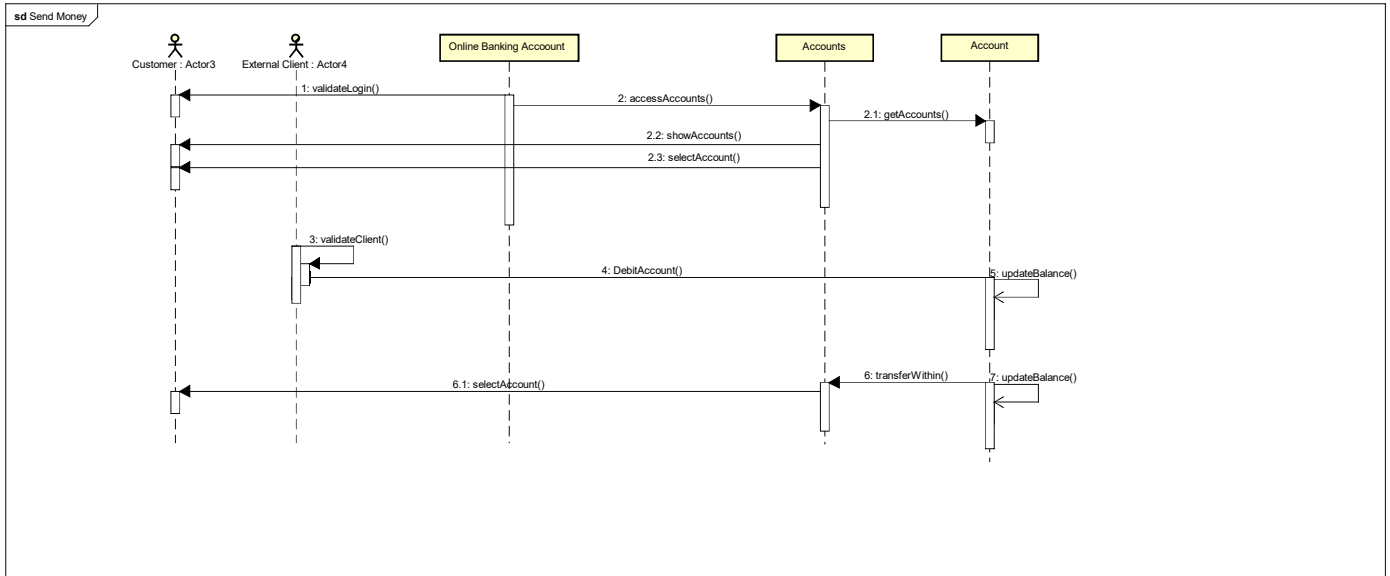 sd Send Money
Customer : Actor3
External Client : Actor4
Online Banking Accoount
Accounts
Account
1: validateLogin()
2: accessAccounts()
2.1: getAccounts()
2.2: showAccounts()
2.3: selectAccount()
3: validateClient()
4: DebitAccount()
5: updateBalance()
6: transferWithin()
7: updateBalance()
6.1: selectAccount()